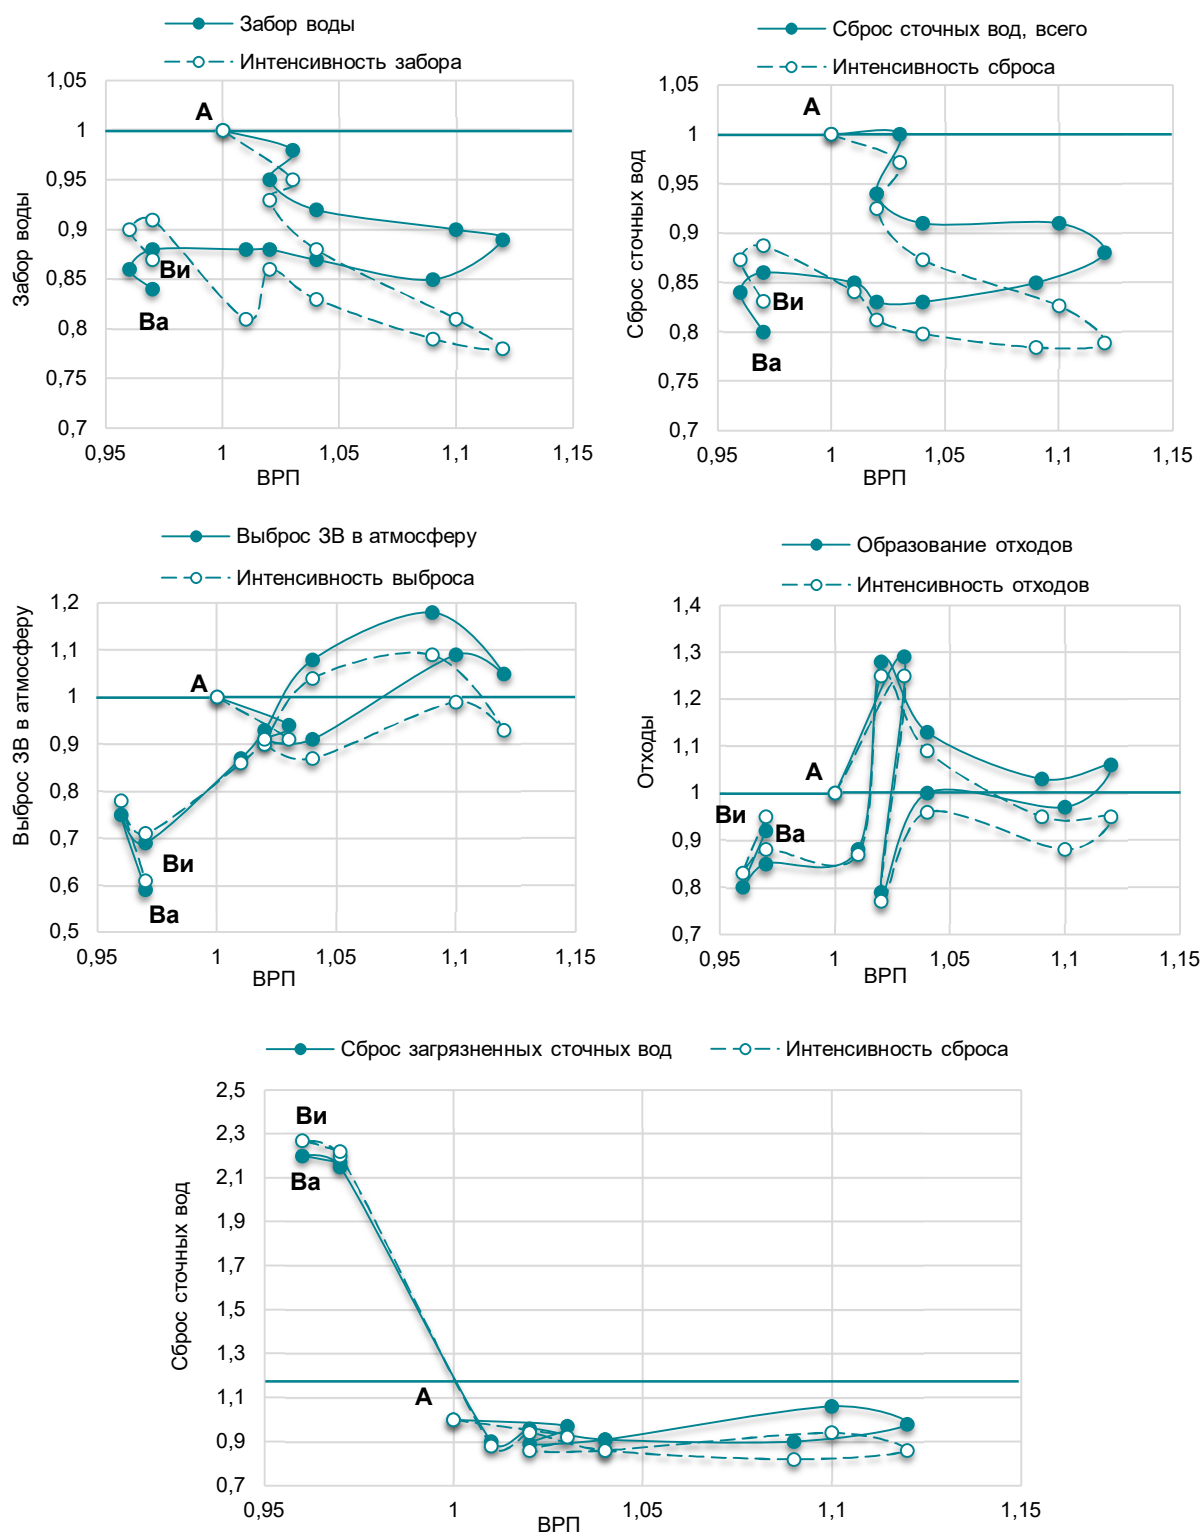 Забор воды
Интенсивность забора
1,05
1
0,95
0,9
0,85
0,8
0,75
0,7
Забор воды
А
Ви
Ва
0,95 1 1,05 1,1 1,15
ВРП
Сброс сточных вод, всего
Интенсивность сброса
1,05
1
0,95
0,9
0,85
0,8
0,75
0,7
Сброс сточных вод
А
Ви
Ва
0,95 1 1,05 1,1 1,15
ВРП
Выброс ЗВ в атмосферу
Интенсивность выброса
1,2
1,1
1
0,9
0,8
0,7
0,6
0,5
Выброс ЗВ в атмосферу
А
Ви
Ва
0,95 1 1,05 1,1 1,15
ВРП
Образование отходов
Интенсивность отходов
1,4
1,3
1,2
1,1
1
0,9
0,8
0,7
Отходы
А
Ви
Ва
0,95 1 1,05 1,1 1,15
ВРП
Сброс загрязненных сточных вод Интенсивность сброса
2,5
2,3
2,1
1,9
1,7
1,5
1,3
1,1
0,9
0,7
Сброс сточных вод
Ви
Ва
А
0,95 1 1,05 1,1 1,15
ВРП